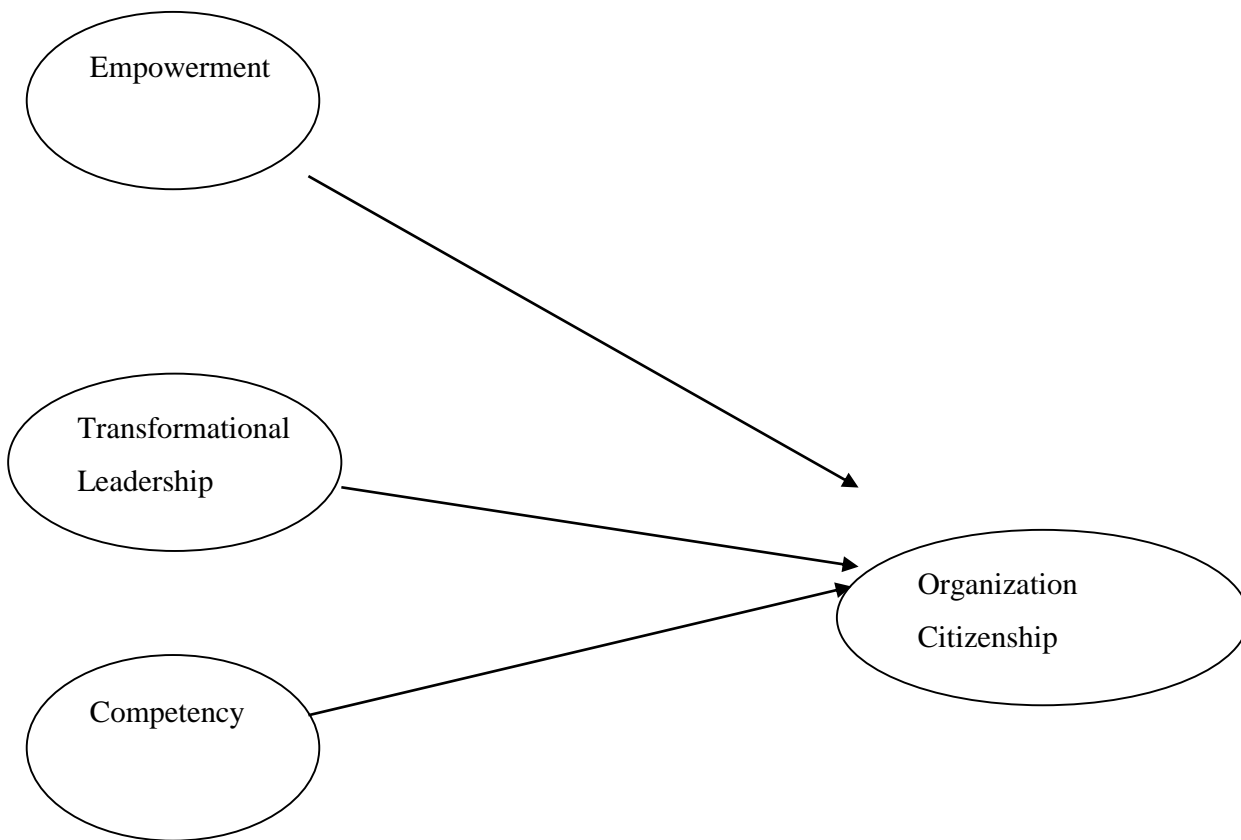 Empowerment
Transformational
Leadership
Organization
Citizenship
Competency